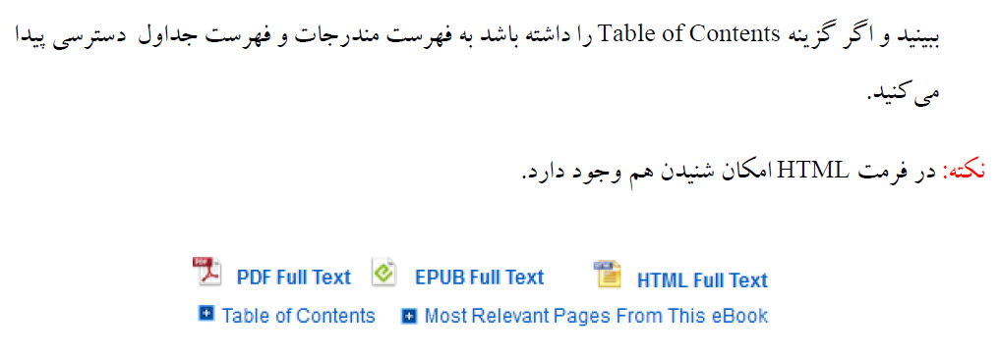 ببینید و اگر گزینه Table of Contents را داشته باشد به فهرست مندرجات و فهرست جداول دسترسی پیدا
می‌کنید.
نکته: در فرمت HTML امکان شنیدن هم وجود دارد.
PDF Full Text EPUB Full Text HTML Full Text
Table of Contents Most Relevant Pages From This eBook